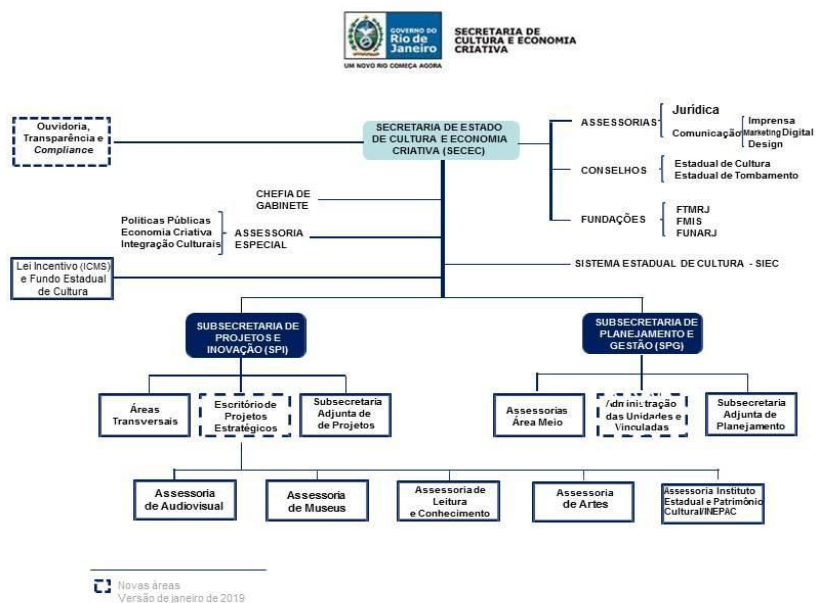 GOVERNO DO
Rio de
Janeiro
SECRETARIA DE
CULTURA E ECONOMIA
CRIATIVA
UM NOVO RIO COMEÇA AGORA
Ouvidoria,
Transparência e
Compliance
SECRETARIA DE ESTADO
DE CULTURA E ECONOMIA
CRIATIVA (SECEC)
ASSESSORIAS
Jurídica
Comunicação
Imprensa
Marketing Digital
Design
CONSELHOS
Estadual de Cultura
Estadual de Tombamento
FUNDAÇÕES
FTMRJ
FMIS
FUNARJ
CHEFIA DE
GABINETE
Políticas Públicas
Economia Criativa
Integração Culturais
ASSESSORIA
ESPECIAL
SISTEMA ESTADUAL DE CULTURA - SIEC
Lei Incentivo (ICMS)
e Fundo Estadual
de Cultura
SUBSECRETARIA DE
PROJETOS E
INOVAÇÃO (SPI)
SUBSECRETARIA DE
PLANEJAMENTO E
GESTÃO (SPG)
Áreas
Transversais
Escritório de
Projetos
Estratégicos
Subsecretaria
Adjunta de
de Projetos
Assessorias
Área Meio
Administração
das Unidades e
Vinculadas
Subsecretaria
Adjunta de
Planejamento
Assessoria
de Audiovisual
Assessoria
de Museus
Assessoria de
Leitura
e Conhecimento
Assessoria
de Artes
Assessoria Instituto
Estadual e Patrimônio
Cultural/INEPAC
Novas áreas
Versão de janeiro de 2019